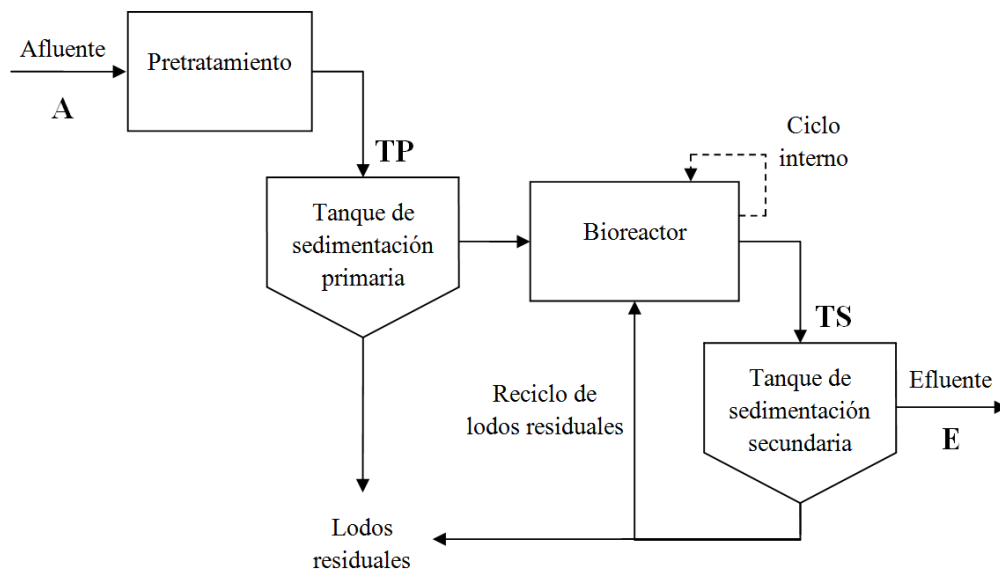 Afluente
A
Pretratamiento
TP
Tanque de
sedimentación
primaria
Ciclo
interno
Bioreactor
TS
Tanque de
sedimentación
secundaria
Efluente
E
Reciclo de
lodos residuales
Lodos
residuales